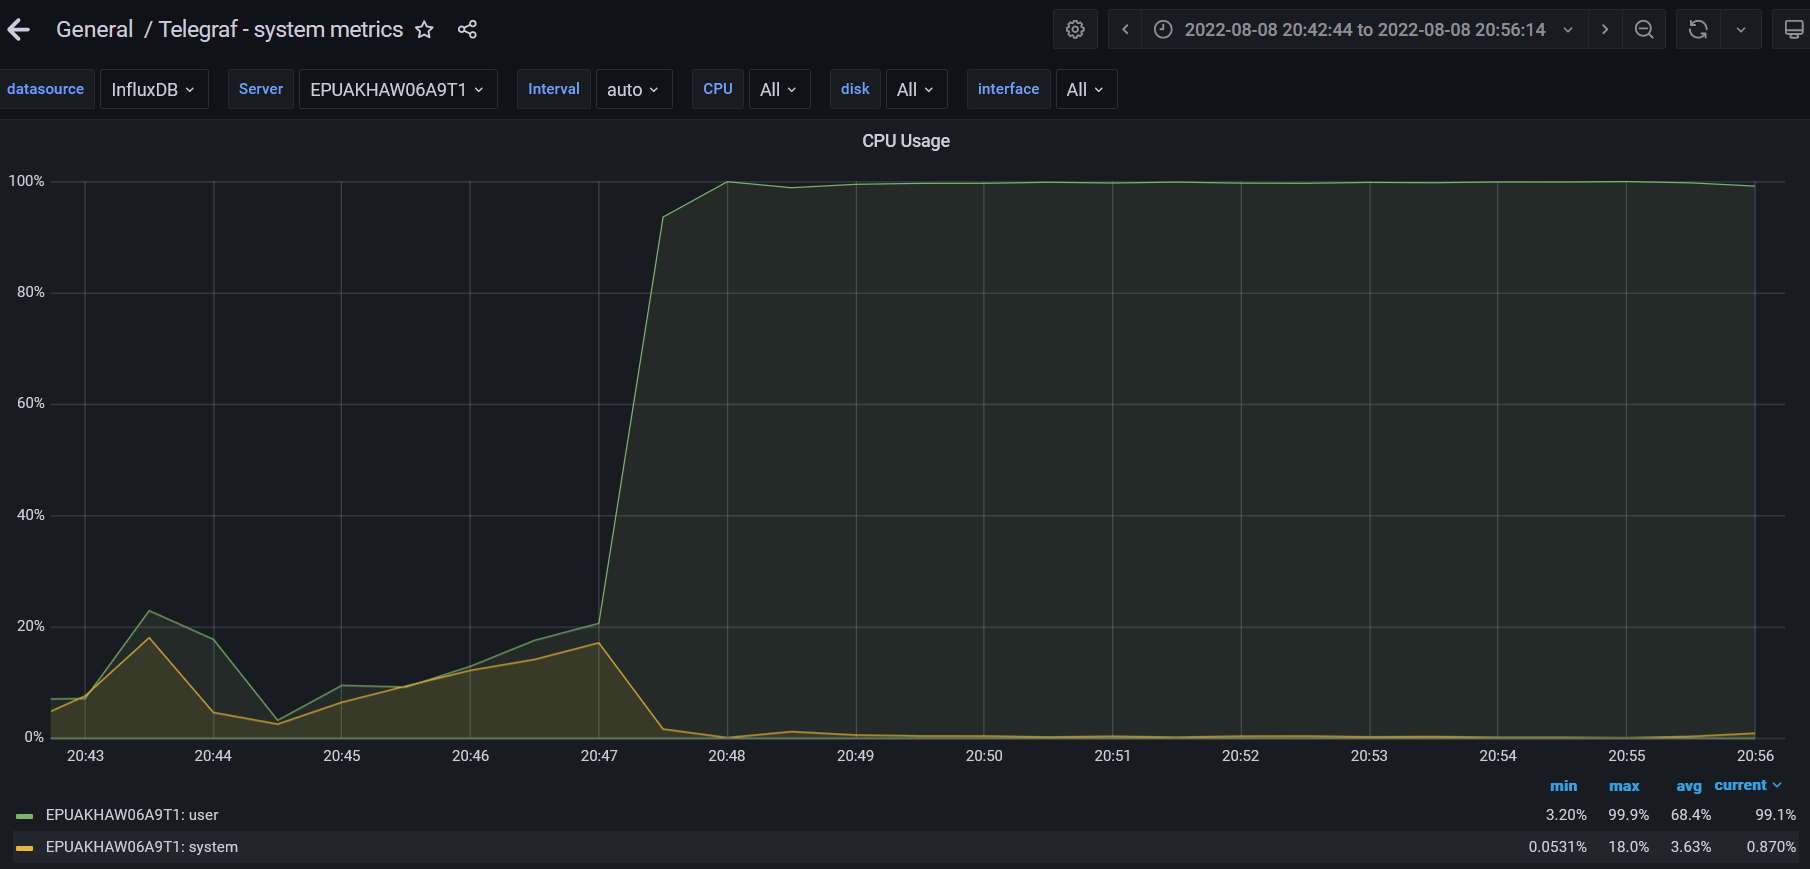 General / Telegraf - system metrics 2022-08-08 20:42:44 to 2022-08-08 20:56:14
datasource InfluxDB Server EPUAKHAW06A9T1 Interval auto CPU All disk All interface All
CPU Usage
100%
80%
60%
40%
20%
0%
20:43 20:44 20:45 20:46 20:47 20:48 20:49 20:50 20:51 20:52 20:53 20:54 20:55 20:56
min max avg current
EPUAKHAW06A9T1: user 3.20% 99.9% 68.4% 99.1%
EPUAKHAW06A9T1: system 0.0531% 18.0% 3.63% 0.870%